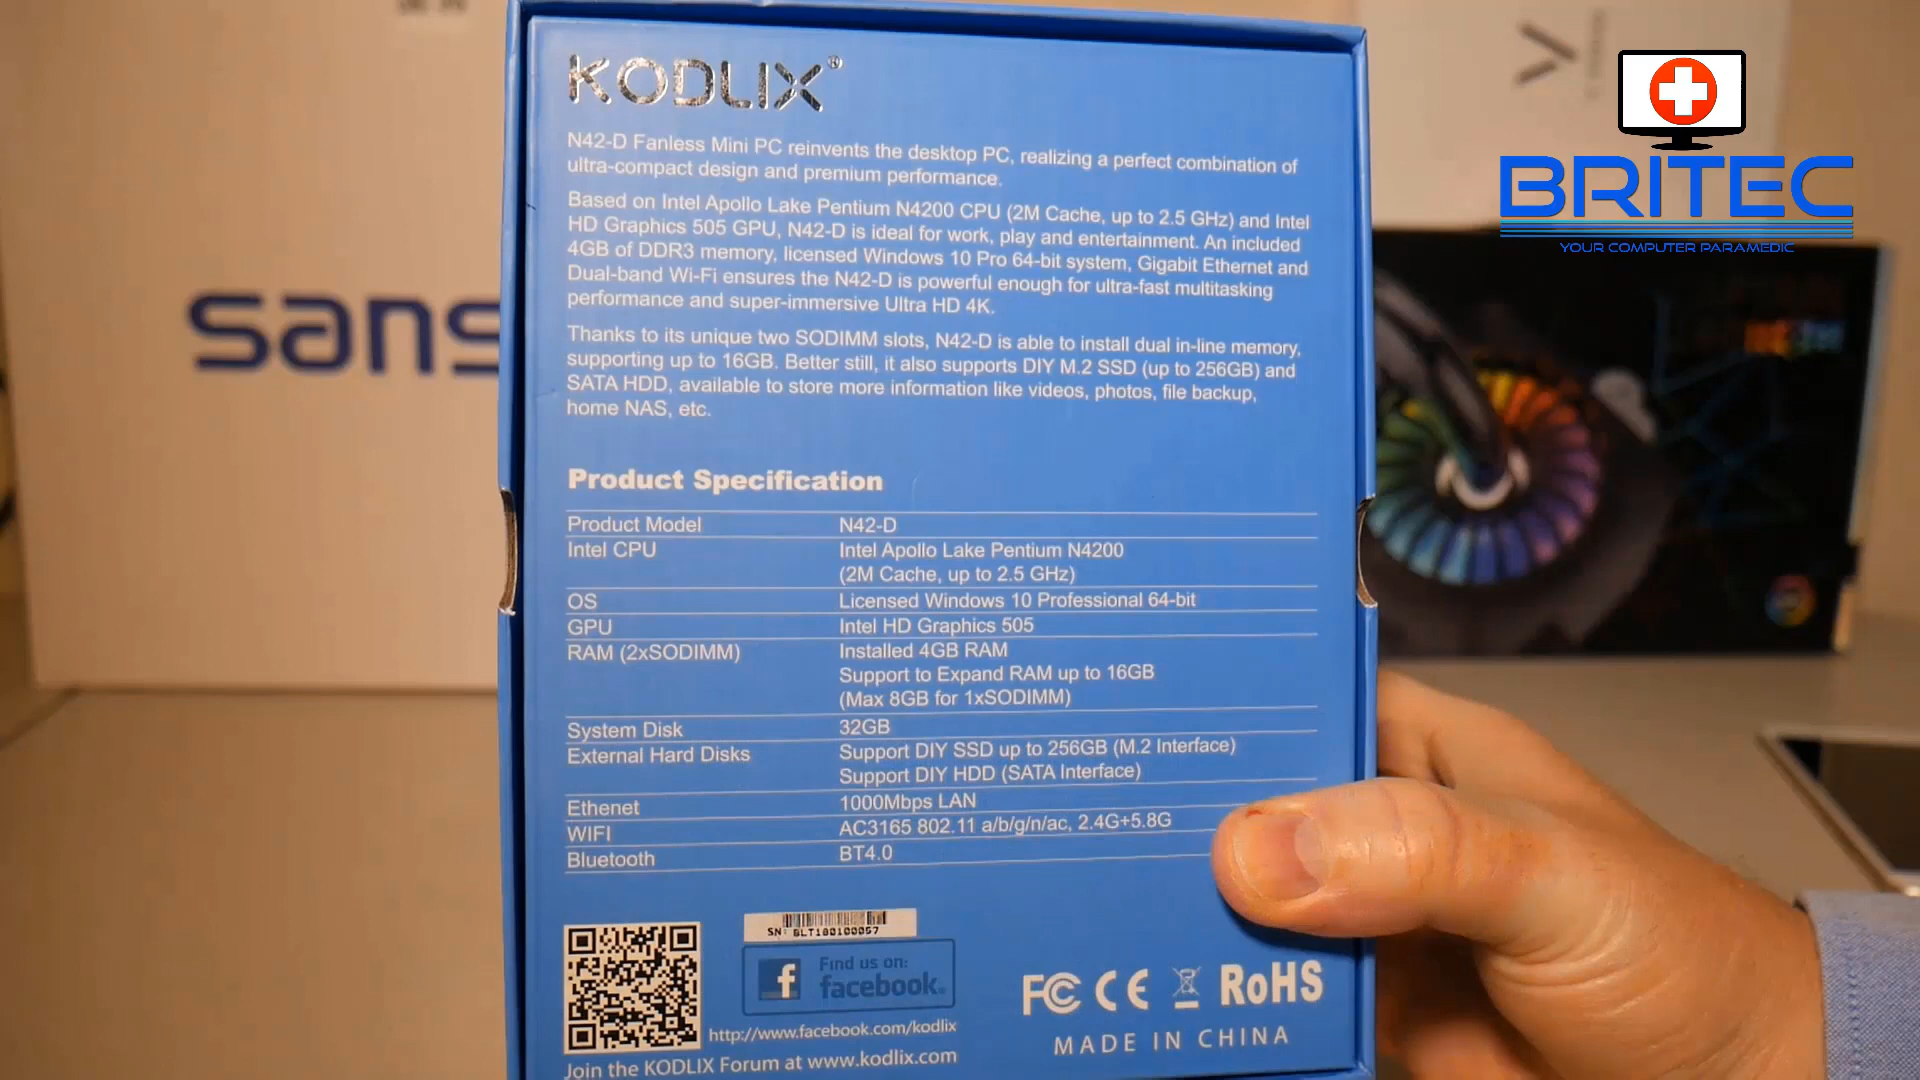 KODLIX®
N42-D Fanless Mini PC reinvents the desktop PC, realizing a perfect combination of
ultra-compact design and premium performance.
Based on Intel Apollo Lake Pentium N4200 CPU (2M Cache, up to 2.5 GHz) and Intel
HD Graphics 505 GPU, N42-D is ideal for work, play and entertainment. An included
4GB of DDR3 memory, licensed Windows 10 Pro 64-bit system, Gigabit Ethernet and
Dual-band Wi-Fi ensures the N42-D is powerful enough for ultra-fast multitasking
performance and super-immersive Ultra HD 4K.
Thanks to its unique two SODIMM slots, N42-D is able to install dual in-line memory,
supporting up to 16GB. Better still, it also supports DIY M.2 SSD (up to 256GB) and
SATA HDD, available to store more information like videos, photos, file backup,
home NAS, etc.
Product Specification
Product Model N42-D
Intel CPU Intel Apollo Lake Pentium N4200
(2M Cache, up to 2.5 GHz)
OS Licensed Windows 10 Professional 64-bit
GPU Intel HD Graphics 505
RAM (2xSODIMM) Installed 4GB RAM
Support to Expand RAM up to 16GB
(Max 8GB for 1xSODIMM)
System Disk 32GB
External Hard Disks Support DIY SSD up to 256GB (M.2 Interface)
Support DIY HDD (SATA Interface)
Ethenet 1000Mbps LAN
WIFI AC3165 802.11 a/b/g/n/ac, 2.4G+5.8G
Bluetooth BT4.0
SN: GLT180100057
Find us on:
facebook.
http://www.facebook.com/kodlix
Join the KODLIX Forum at www.kodlix.com
FC CE RoHS
MADE IN CHINA
sans
BRITEC
YOUR COMPUTER PARAMEDIC